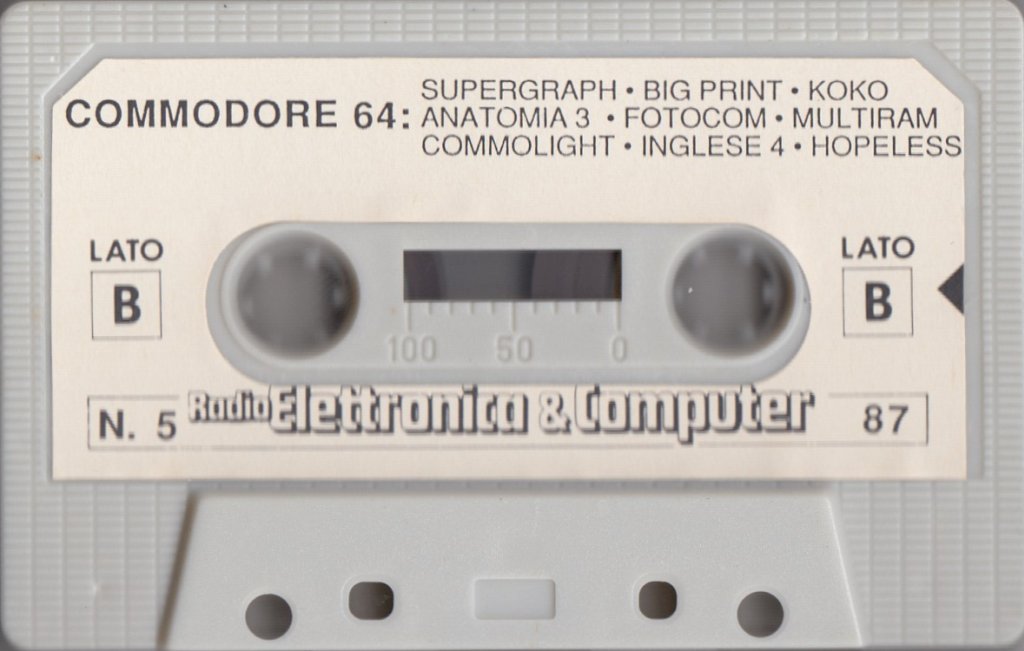 COMMODORE 64:
SUPERGRAPH • BIG PRINT • KOKO
ANATOMIA 3 • FOTOCOM • MULTIRAM
COMMOLIGHT • INGLESE 4 • HOPELESS
LATO
B
LATO
B
100 50 0
N. 5 Radio Elettronica & Computer 87